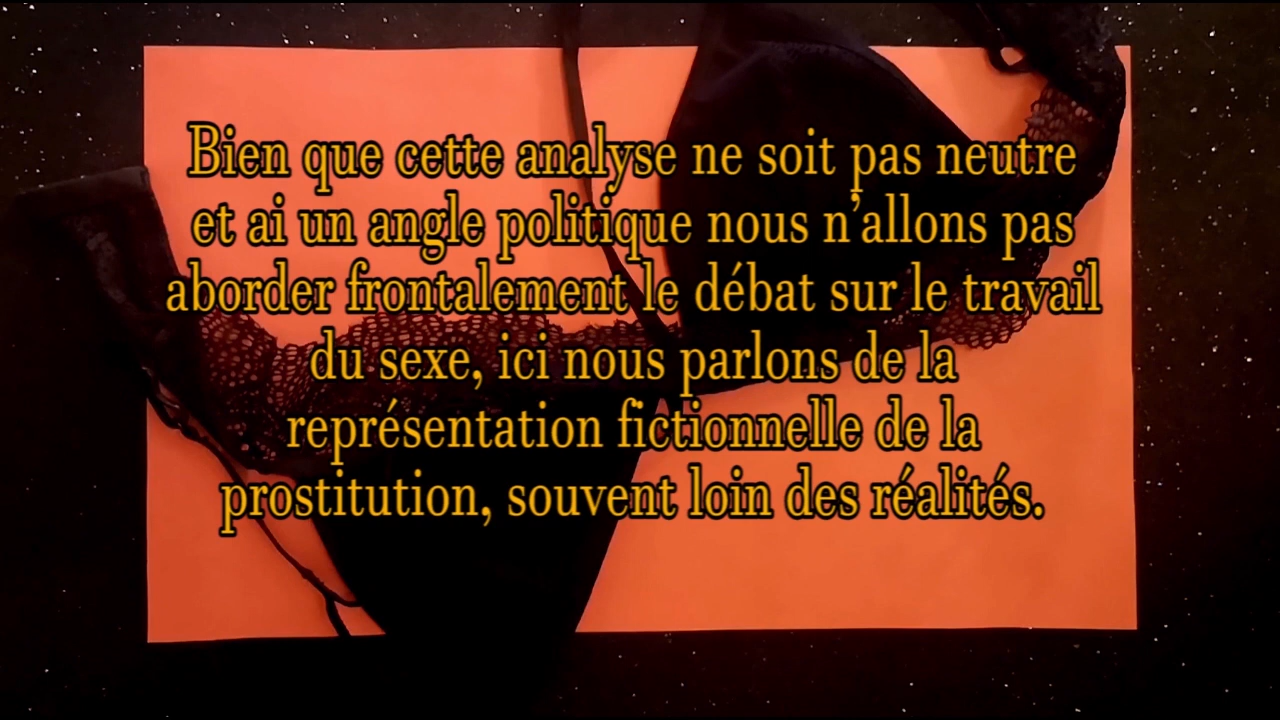 Bien que cette analyse ne soit pas neutre
et ai un angle politique nous n’allons pas
aborder frontalement le débat sur le travail
du sexe, ici nous parlons de la
représentation fictionnelle de la
prostitution, souvent loin des réalités.